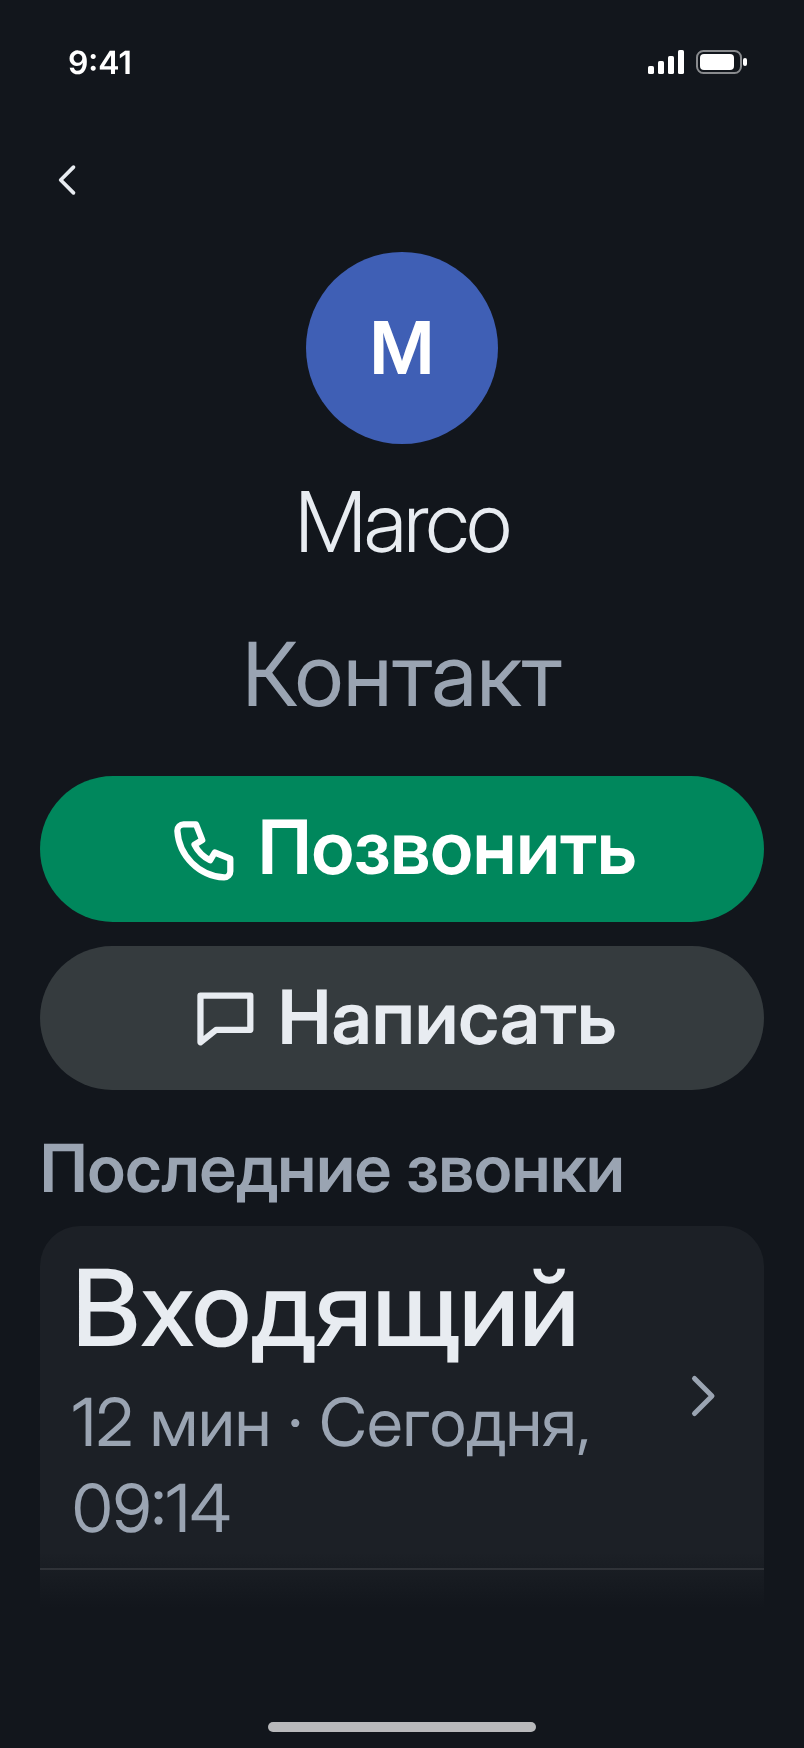 9:41
M
Marco
Контакт
Позвонить
Написать
Последние звонки
Входящий
12 мин · Сегодня,
09:14